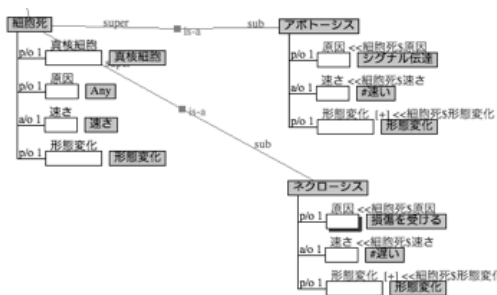 細胞死
super
is-a
sub
p/o 1
真核細胞
真核細胞
super
p/o 1
原因
Any
a/o 1
速さ
速さ
p/o 1
形態変化
形態変化
is-a
sub
アポトーシス
原因 <<細胞死$原因
p/o 1
シグナル伝達
速さ <<細胞死$速さ
a/o 1
#速い
形態変化 [+] <<細胞死$形態変化
p/o 1
形態変化
ネクローシス
原因 <<細胞死$原因
p/o 1
損傷を受ける
速さ <<細胞死$速さ
a/o 1
#遅い
形態変化 [+] <<細胞死$形態変化
p/o 1
形態変化